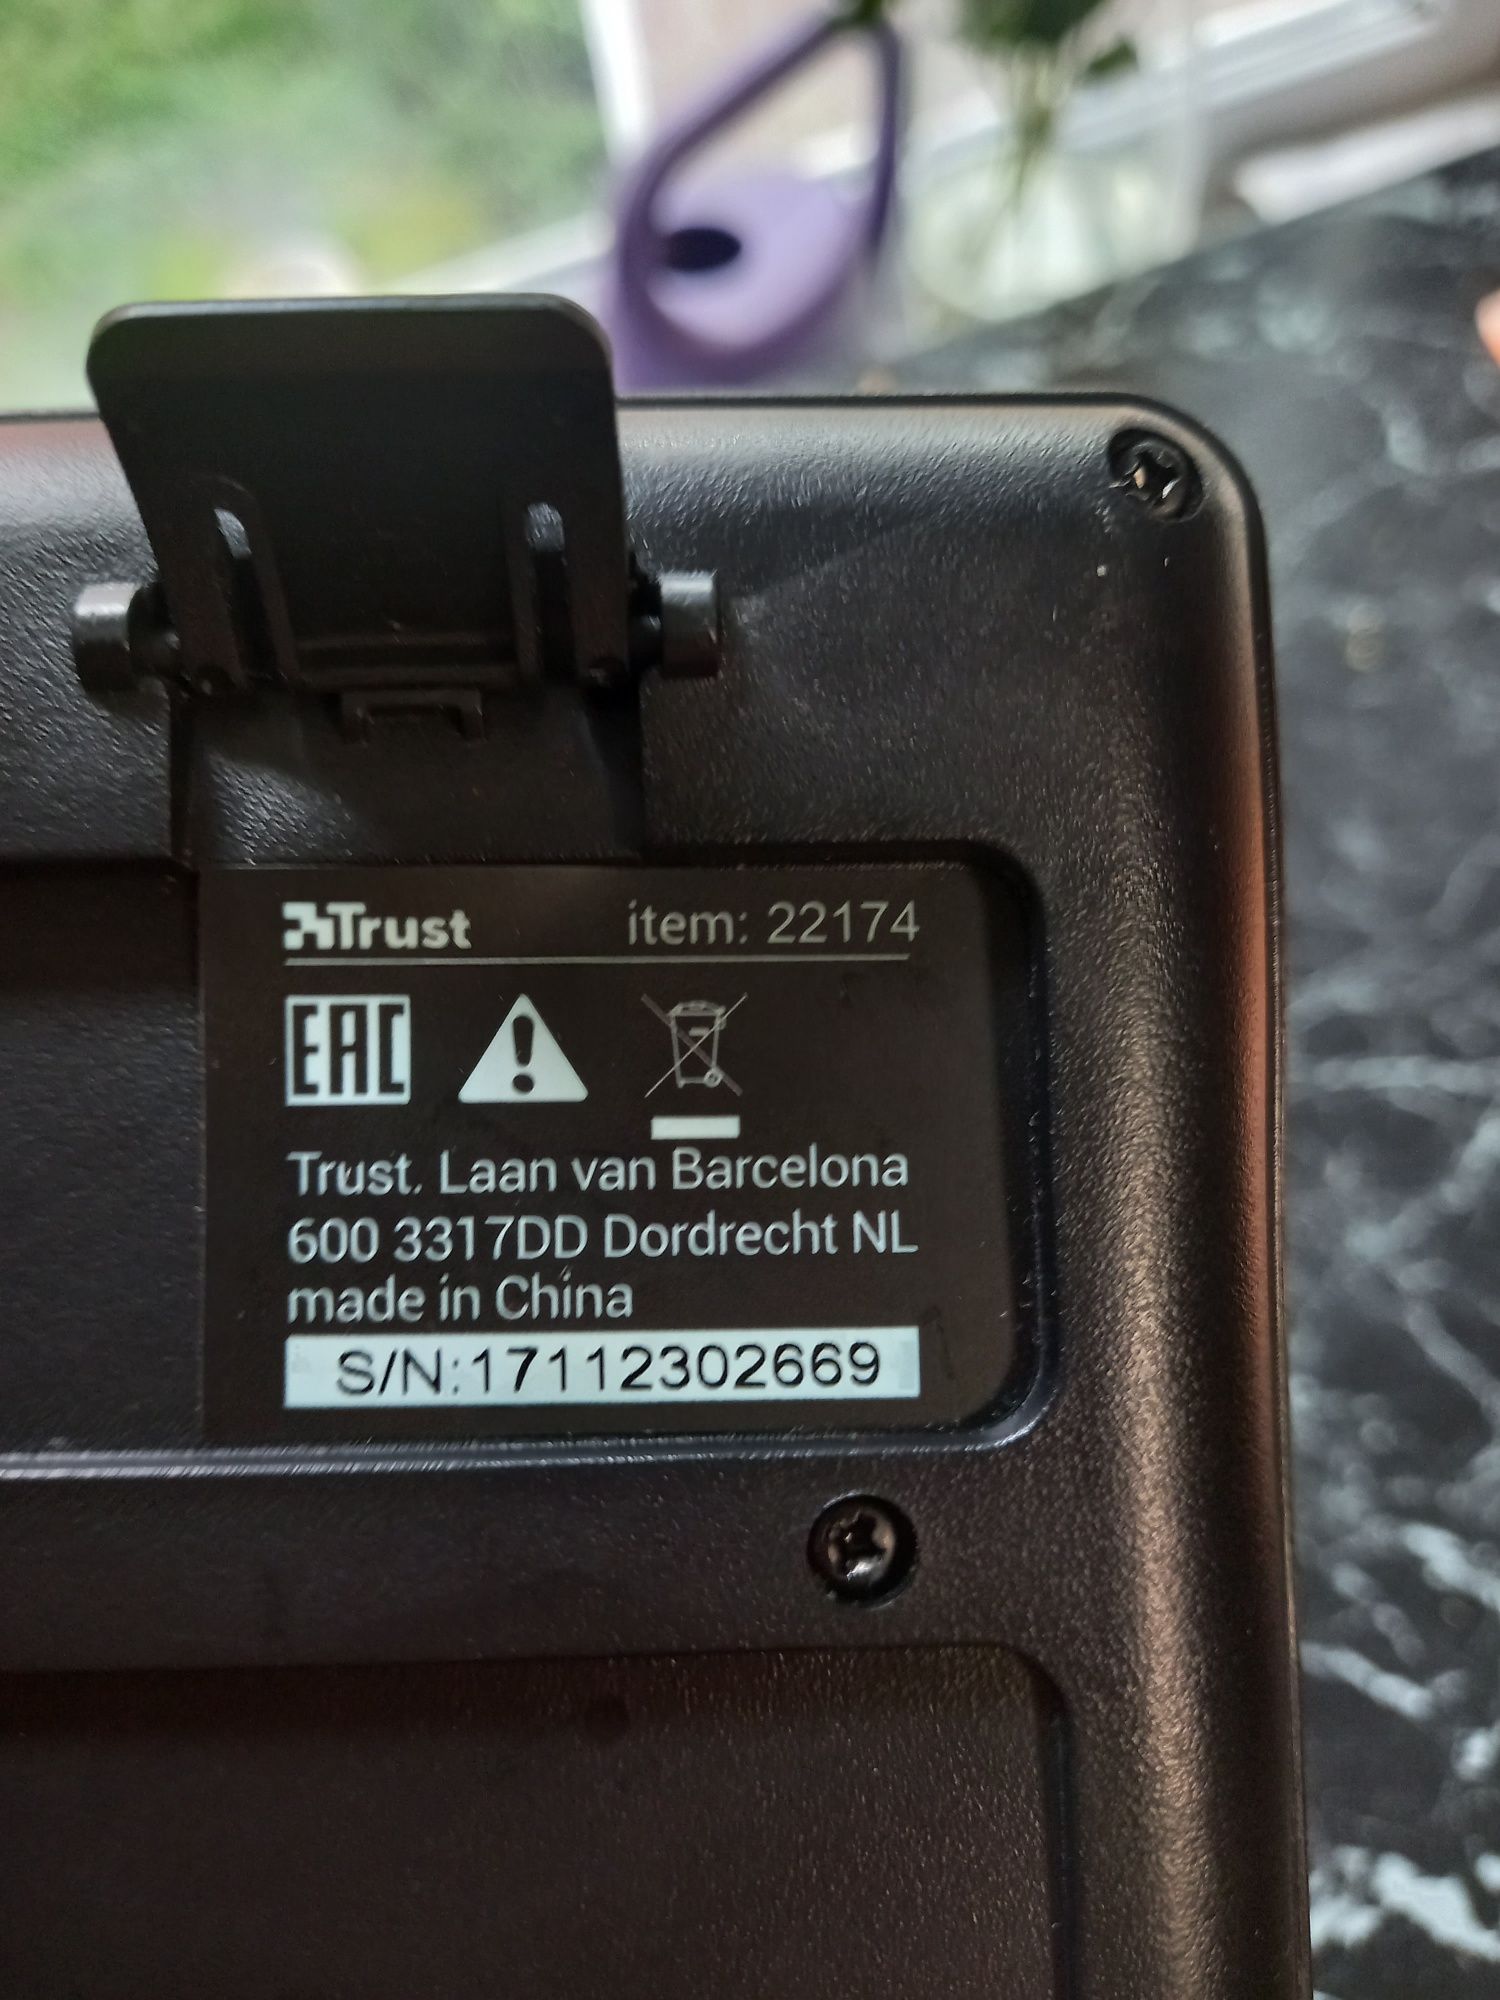 Trust item: 22174
EAC
Trust. Laan van Barcelona
600 3317DD Dordrecht NL
made in China
S/N:17112302669